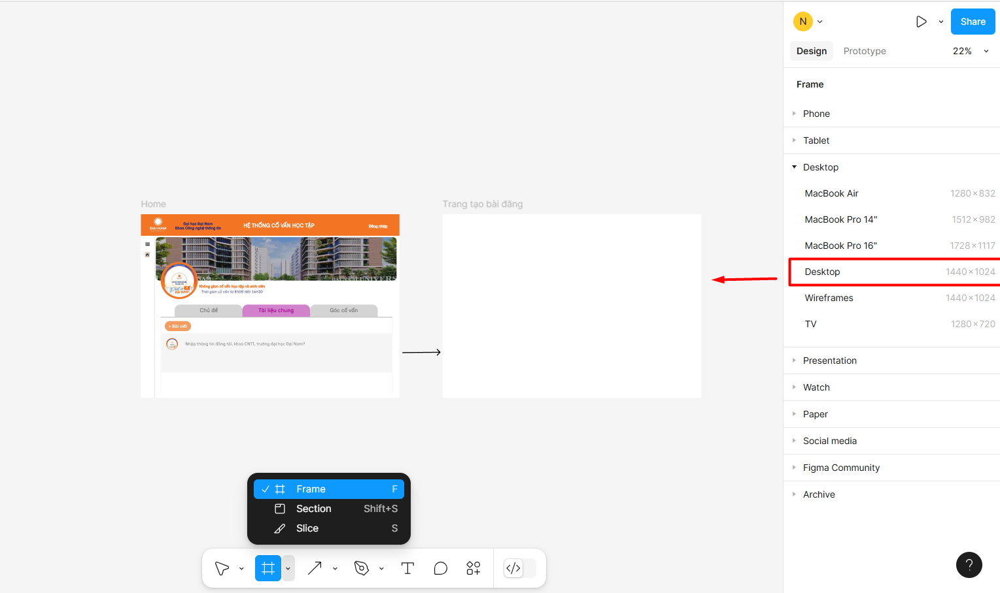 N
Share
Design
Prototype
22%
Frame
Phone
Tablet
Desktop
MacBook Air
1280×832
MacBook Pro 14"
1512×982
MacBook Pro 16"
1728×1117
Desktop
1440×1024
Wireframes
1440×1024
TV
1280×720
Presentation
Watch
Paper
Social media
Figma Community
Archive
Home
Trang tạo bài đăng
ĐẠI NAM
Đại học Đại Nam
Khoa Công nghệ thông tin
HỆ THỐNG CỐ VẤN HỌC TẬP
Đăng nhập
ĐẠI NAM
Không gian cố vấn học tập và sinh viên
Thời gian cố vấn từ 8h08 đến 16h30
Chủ đề
Tài liệu chung
Góc cố vấn
+ Bài viết
Nhập thông tin đăng tải, khoa CNTT, trường đại học Đại Nam?
Frame
F
Section
Shift+S
Slice
S
T
</>
?